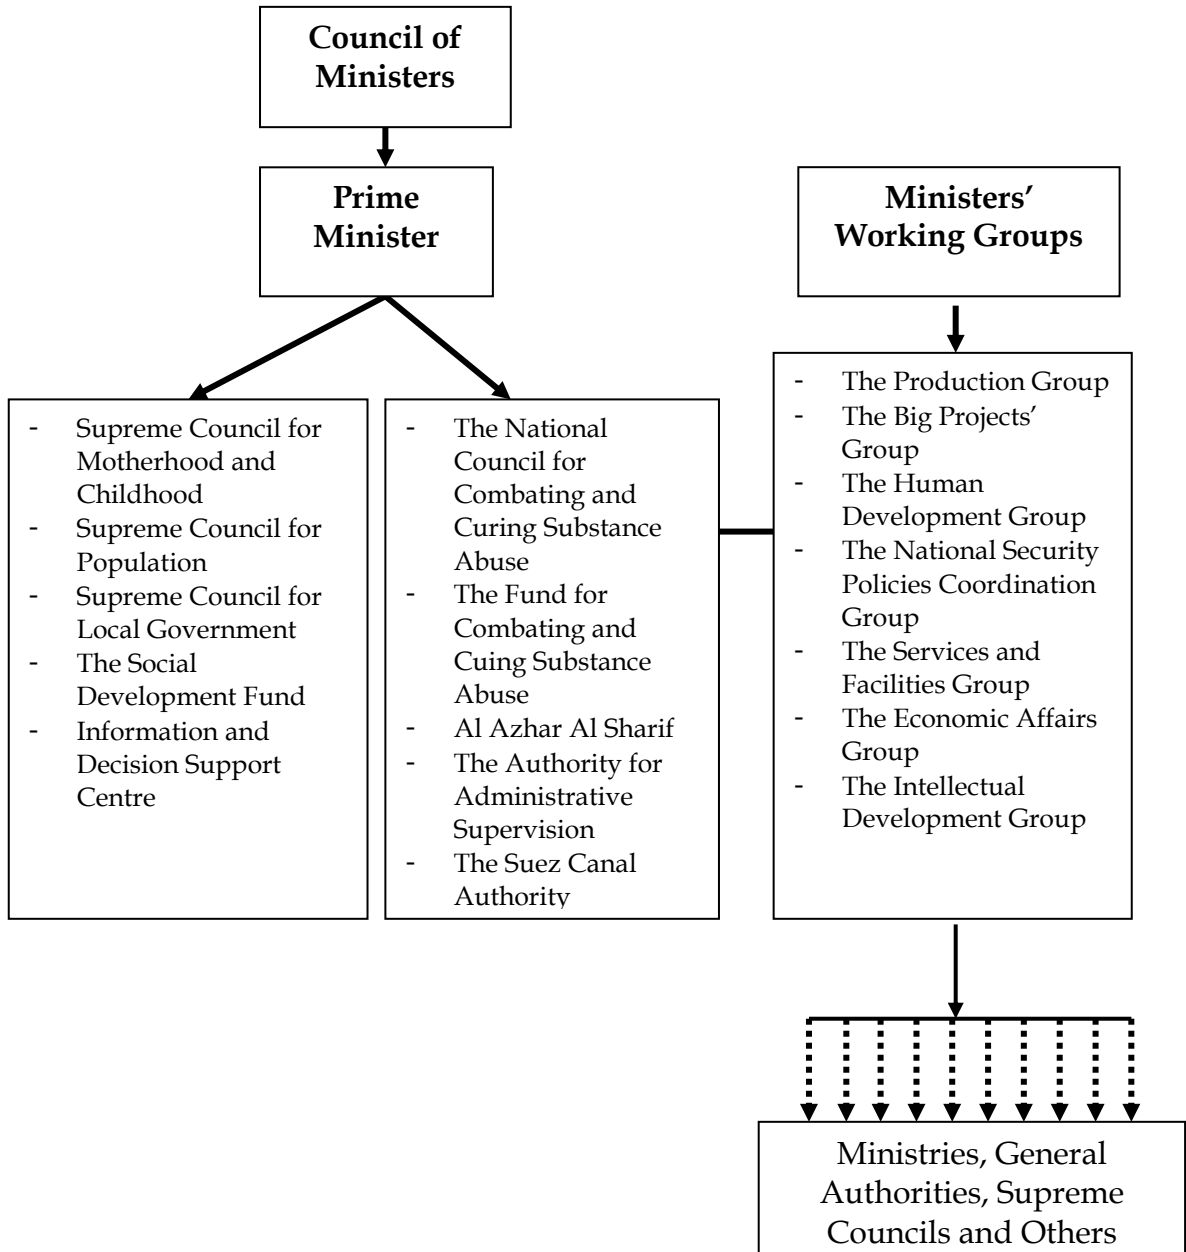 Council of
Ministers
Prime
Minister
Ministers’
Working Groups
- Supreme Council for
Motherhood and
Childhood
- Supreme Council for
Population
- Supreme Council for
Local Government
- The Social
Development Fund
- Information and
Decision Support
Centre
- The National
Council for
Combating and
Curing Substance
Abuse
- The Fund for
Combating and
Cuing Substance
Abuse
- Al Azhar Al Sharif
- The Authority for
Administrative
Supervision
- The Suez Canal
Authority
- The Production Group
- The Big Projects’
Group
- The Human
Development Group
- The National Security
Policies Coordination
Group
- The Services and
Facilities Group
- The Economic Affairs
Group
- The Intellectual
Development Group
Ministries, General
Authorities, Supreme
Councils and Others